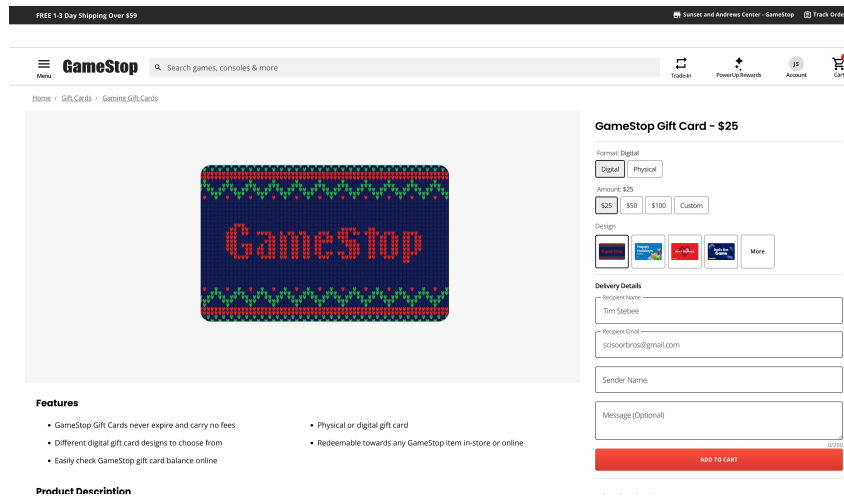 FREE 1-3 Day Shipping Over $59
Sunset and Andrews Center - GameStop
Track Orde
Menu
GameStop
Search games, consoles & more
Trade-In
PowerUp Rewards
JS
Account
Cart
Home / Gift Cards / Gaming Gift Cards
GameStop
GameStop Gift Card - $25
Format: Digital
Digital
Physical
Amount: $25
$25
$50
$100
Custom
Design
Happy
Holidays
More
Delivery Details
Recipient Name
Tim Stebee
Recipient Email
scisoorbros@gmail.com
Sender Name
Message (Optional)
0/200
ADD TO CART
Features
• GameStop Gift Cards never expire and carry no fees
• Different digital gift card designs to choose from
• Easily check GameStop gift card balance online
• Physical or digital gift card
• Redeemable towards any GameStop item in-store or online
Product Description